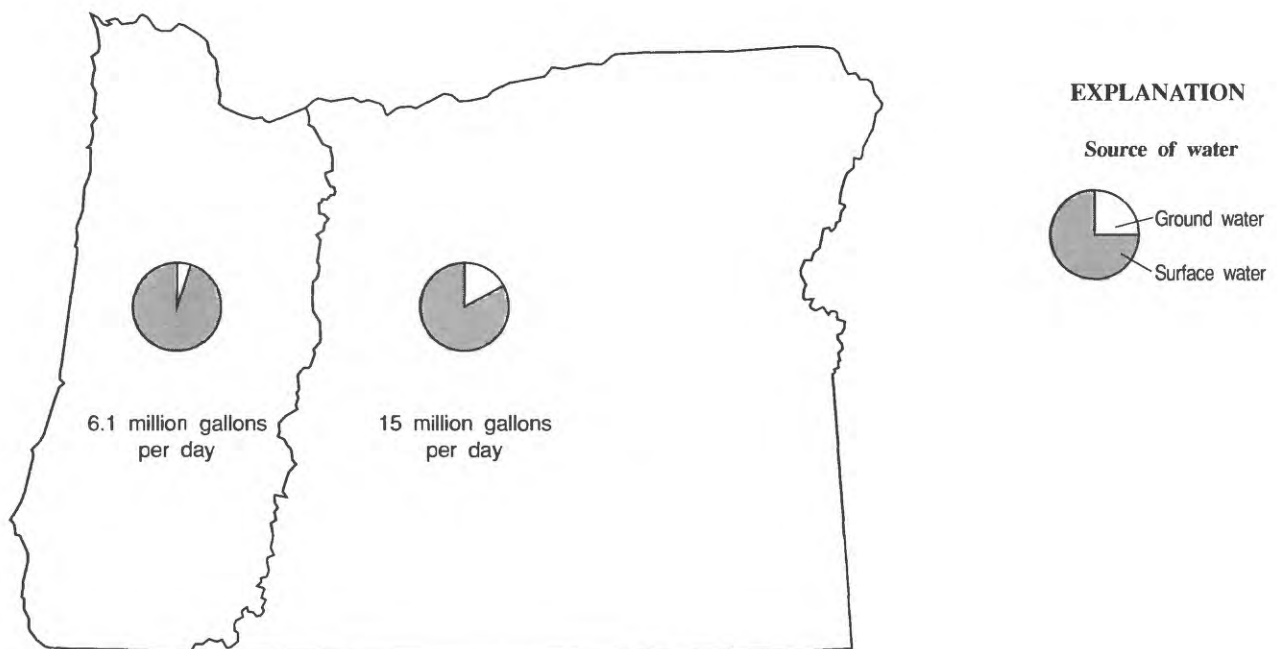 EXPLANATION
Source of water
Ground water
Surface water
6.1 million gallons
per day
15 million gallons
per day